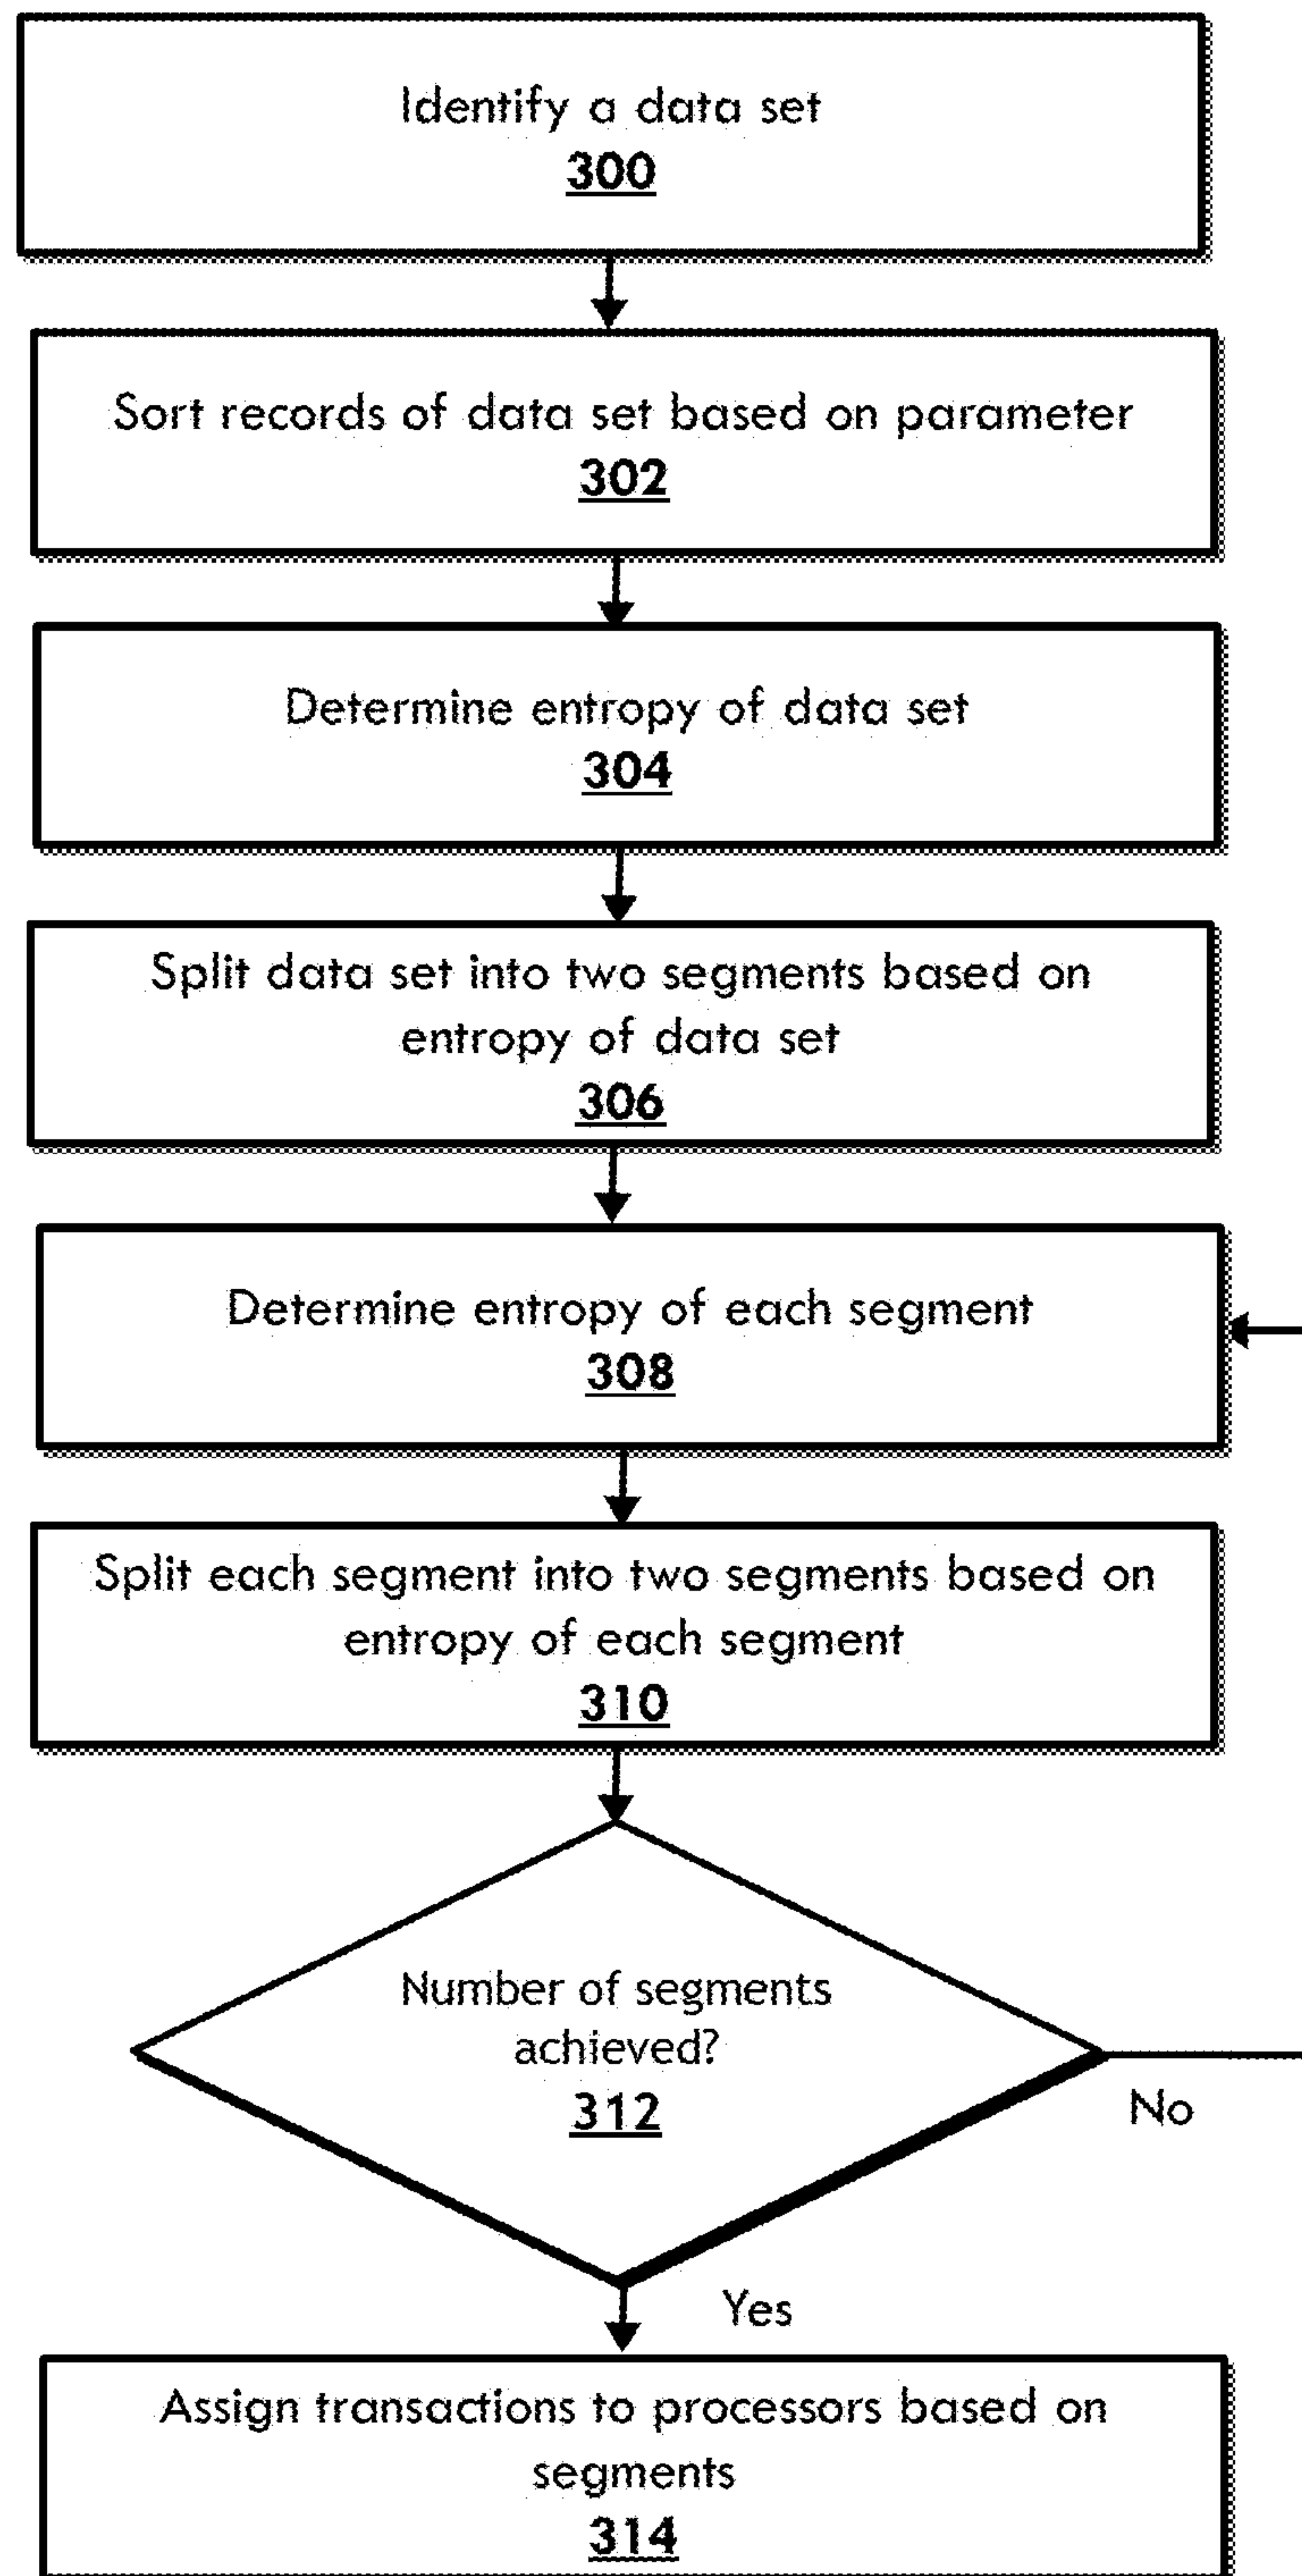 Identify a data set
300
Sort records of data set based on parameter
302
Determine entropy of data set
304
Split data set into two segments based on
entropy of data set
306
Determine entropy of each segment
308
Split each segment into two segments based on
entropy of each segment
310
Number of segments
achieved?
312
No
Yes
Assign transactions to processors based on
segments
314